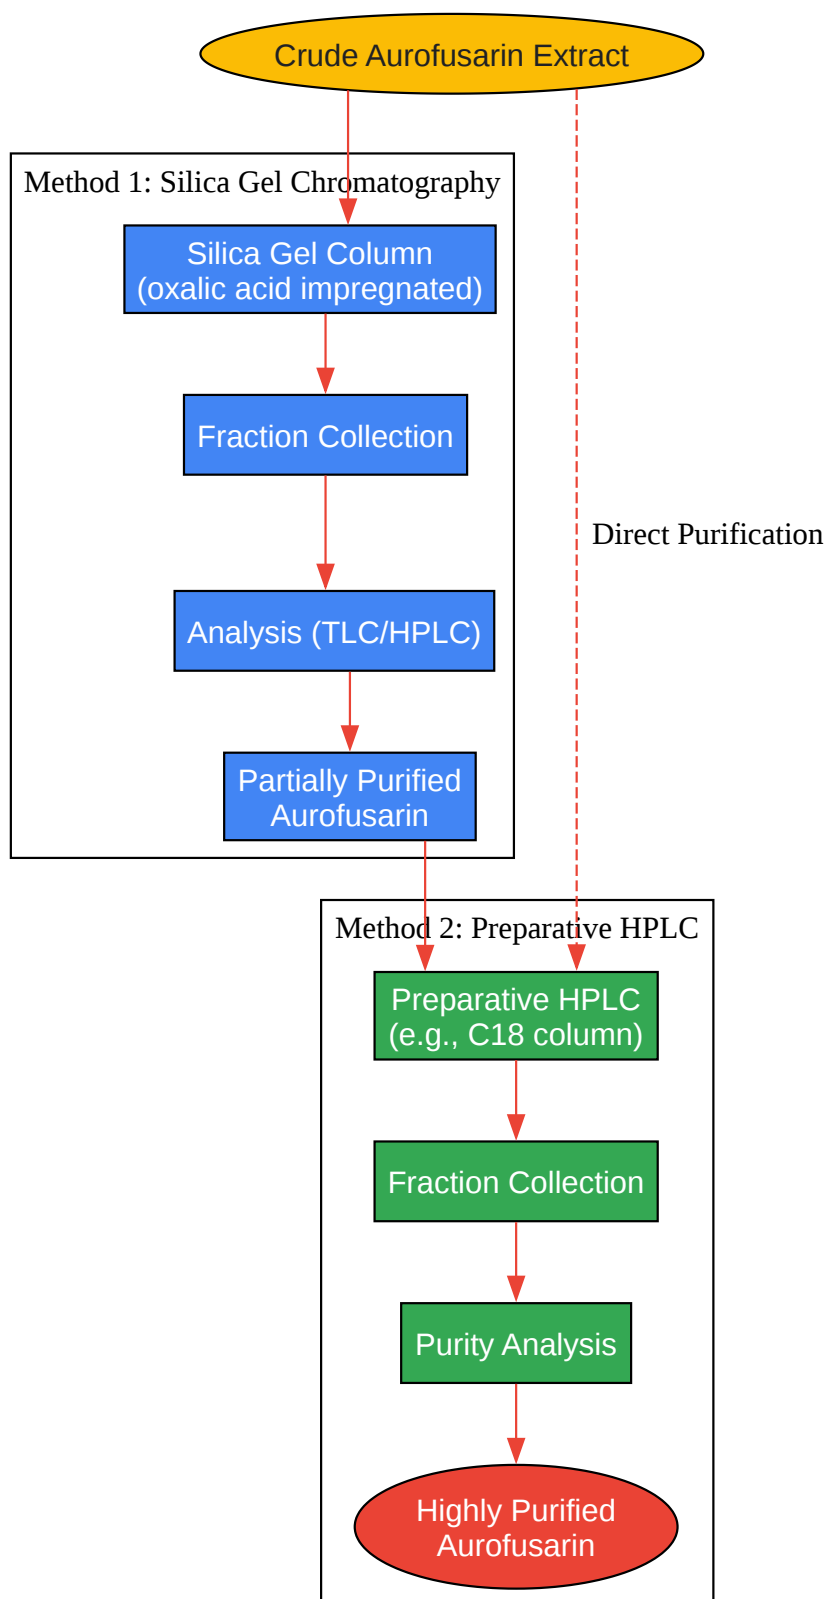 Crude Aurofusarin Extract
Method 1: Silica Gel Chromatography
Silica Gel Column
(oxalic acid impregnated)
Fraction Collection
Direct Purification
Analysis (TLC/HPLC)
Partially Purified
Aurofusarin
Method 2: Preparative HPLC
Preparative HPLC
(e.g., C18 column)
Fraction Collection
Purity Analysis
Highly Purified
Aurofusarin